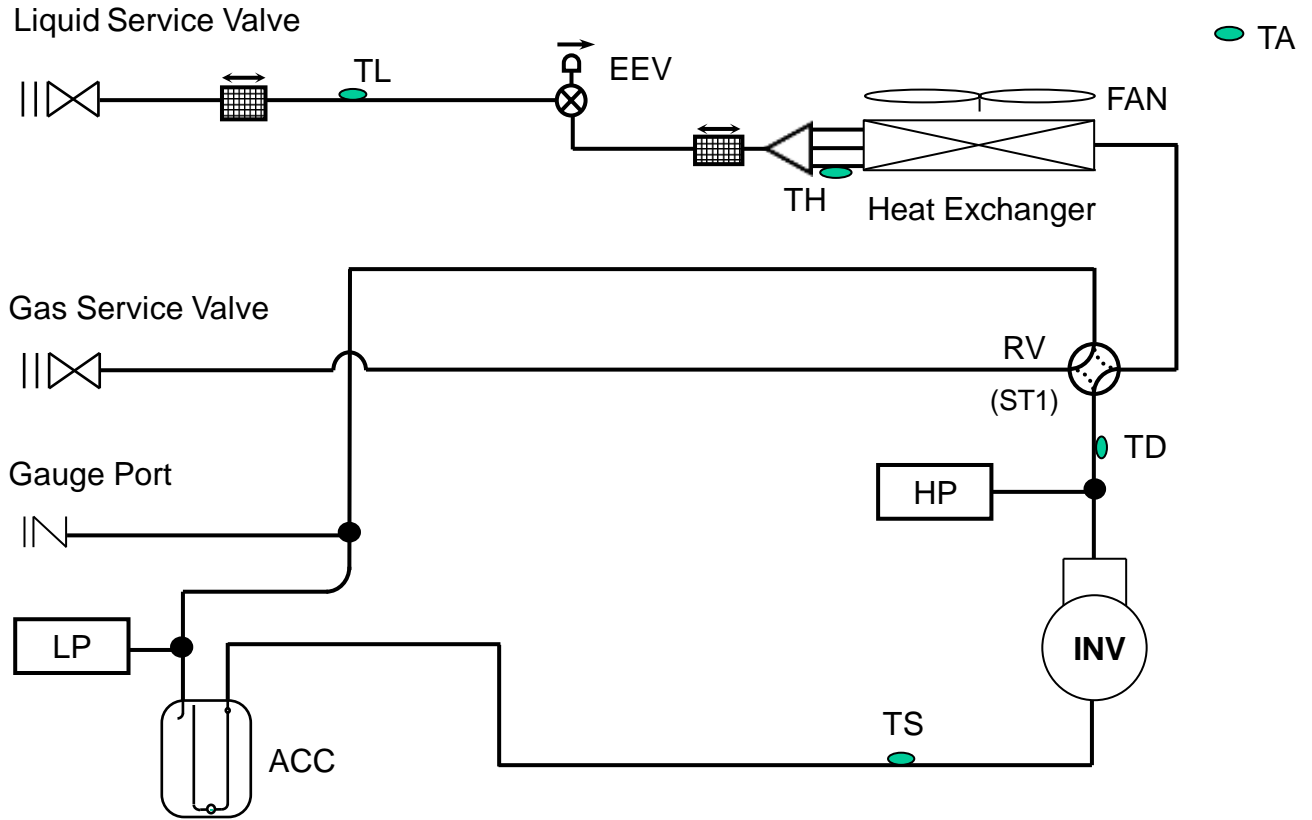 Liquid Service Valve
TA
TL
EEV
FAN
TH
Heat Exchanger
Gas Service Valve
RV
(ST1)
TD
Gauge Port
HP
LP
INV
TS
ACC